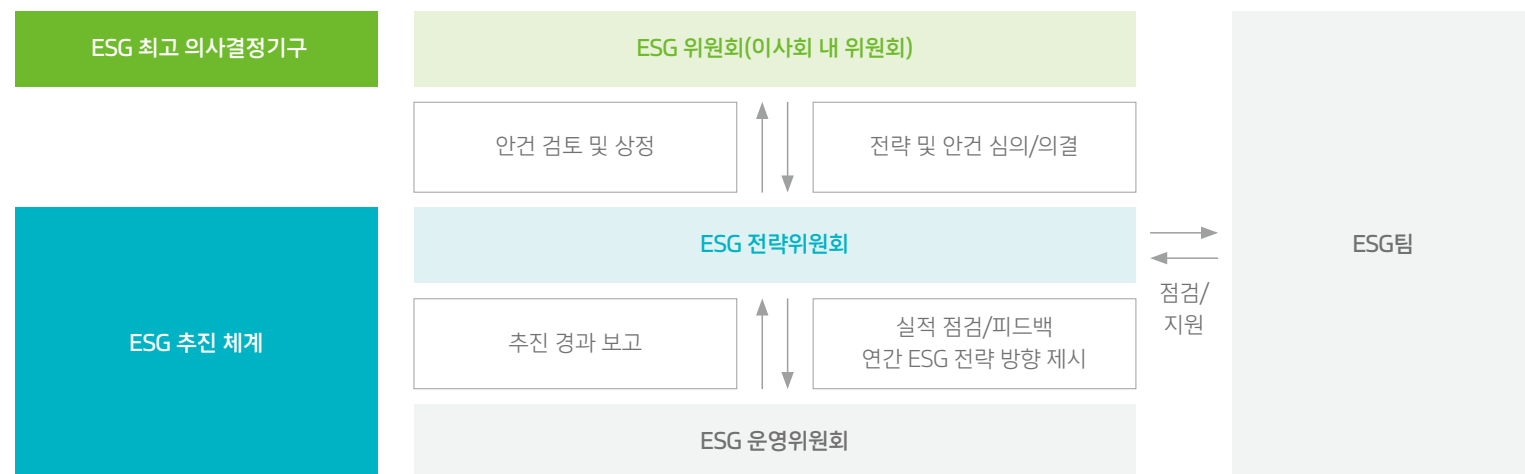 ESG 최고 의사결정기구
ESG 위원회(이사회 내 위원회)
안건 검토 및 상정
전략 및 안건 심의/의결
ESG 추진 체계
ESG 전략위원회
점검/
지원
ESG팀
추진 경과 보고
실적 점검/피드백
연간 ESG 전략 방향 제시
ESG 운영위원회